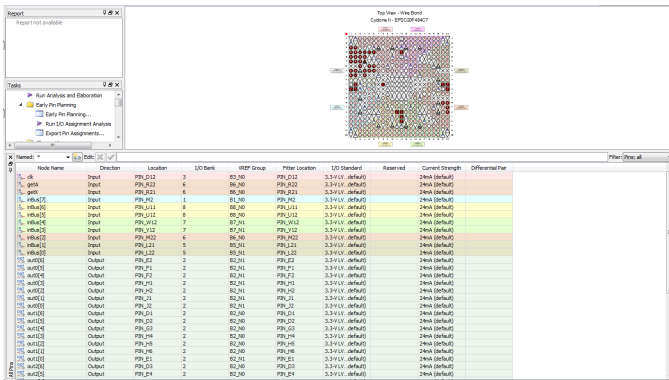 Report
Report not available
Top View - Wire Bond
Cyclone II - EP2C20F484C7
Tasks
Run Analysis and Elaboration
Early Pin Planning
Early Pin Planning...
Run I/O Assignment Analysis
Export Pin Assignments...
Named: * Edit: Filter: Pins: all
Node Name Direction Location I/O Bank VREF Group Fitter Location I/O Standard Reserved Current Strength Differential Pair
clk Input PIN_D12 3 B3_N0 PIN_D12 3.3-V LV...default) 24mA (default)
getA Input PIN_R22 6 B6_N0 PIN_R22 3.3-V LV...default) 24mA (default)
getX Input PIN_R21 6 B6_N0 PIN_R21 3.3-V LV...default) 24mA (default)
inBus[7] Input PIN_M2 1 B1_N0 PIN_M2 3.3-V LV...default) 24mA (default)
inBus[6] Input PIN_U11 8 B8_N0 PIN_U11 3.3-V LV...default) 24mA (default)
inBus[5] Input PIN_U12 8 B8_N0 PIN_U12 3.3-V LV...default) 24mA (default)
inBus[4] Input PIN_W12 7 B7_N1 PIN_W12 3.3-V LV...default) 24mA (default)
inBus[3] Input PIN_V12 7 B7_N1 PIN_V12 3.3-V LV...default) 24mA (default)
inBus[2] Input PIN_M22 6 B6_N0 PIN_M22 3.3-V LV...default) 24mA (default)
inBus[1] Input PIN_L21 5 B5_N1 PIN_L21 3.3-V LV...default) 24mA (default)
inBus[0] Input PIN_L22 5 B5_N1 PIN_L22 3.3-V LV...default) 24mA (default)
out0[6] Output PIN_E2 2 B2_N1 PIN_E2 3.3-V LV...default) 24mA (default)
out0[5] Output PIN_F1 2 B2_N1 PIN_F1 3.3-V LV...default) 24mA (default)
out0[4] Output PIN_F2 2 B2_N1 PIN_F2 3.3-V LV...default) 24mA (default)
out0[3] Output PIN_H1 2 B2_N1 PIN_H1 3.3-V LV...default) 24mA (default)
out0[2] Output PIN_H2 2 B2_N1 PIN_H2 3.3-V LV...default) 24mA (default)
out0[1] Output PIN_J1 2 B2_N1 PIN_J1 3.3-V LV...default) 24mA (default)
out0[0] Output PIN_J2 2 B2_N1 PIN_J2 3.3-V LV...default) 24mA (default)
out1[6] Output PIN_D1 2 B2_N0 PIN_D1 3.3-V LV...default) 24mA (default)
out1[5] Output PIN_D2 2 B2_N0 PIN_D2 3.3-V LV...default) 24mA (default)
out1[4] Output PIN_G3 2 B2_N0 PIN_G3 3.3-V LV...default) 24mA (default)
out1[3] Output PIN_H4 2 B2_N0 PIN_H4 3.3-V LV...default) 24mA (default)
out1[2] Output PIN_H5 2 B2_N0 PIN_H5 3.3-V LV...default) 24mA (default)
out1[1] Output PIN_H6 2 B2_N0 PIN_H6 3.3-V LV...default) 24mA (default)
out1[0] Output PIN_E1 2 B2_N1 PIN_E1 3.3-V LV...default) 24mA (default)
out2[6] Output PIN_D3 2 B2_N0 PIN_D3 3.3-V LV...default) 24mA (default)
out2[5] Output PIN_E4 2 B2_N0 PIN_E4 3.3-V LV...default) 24mA (default)
All Pins